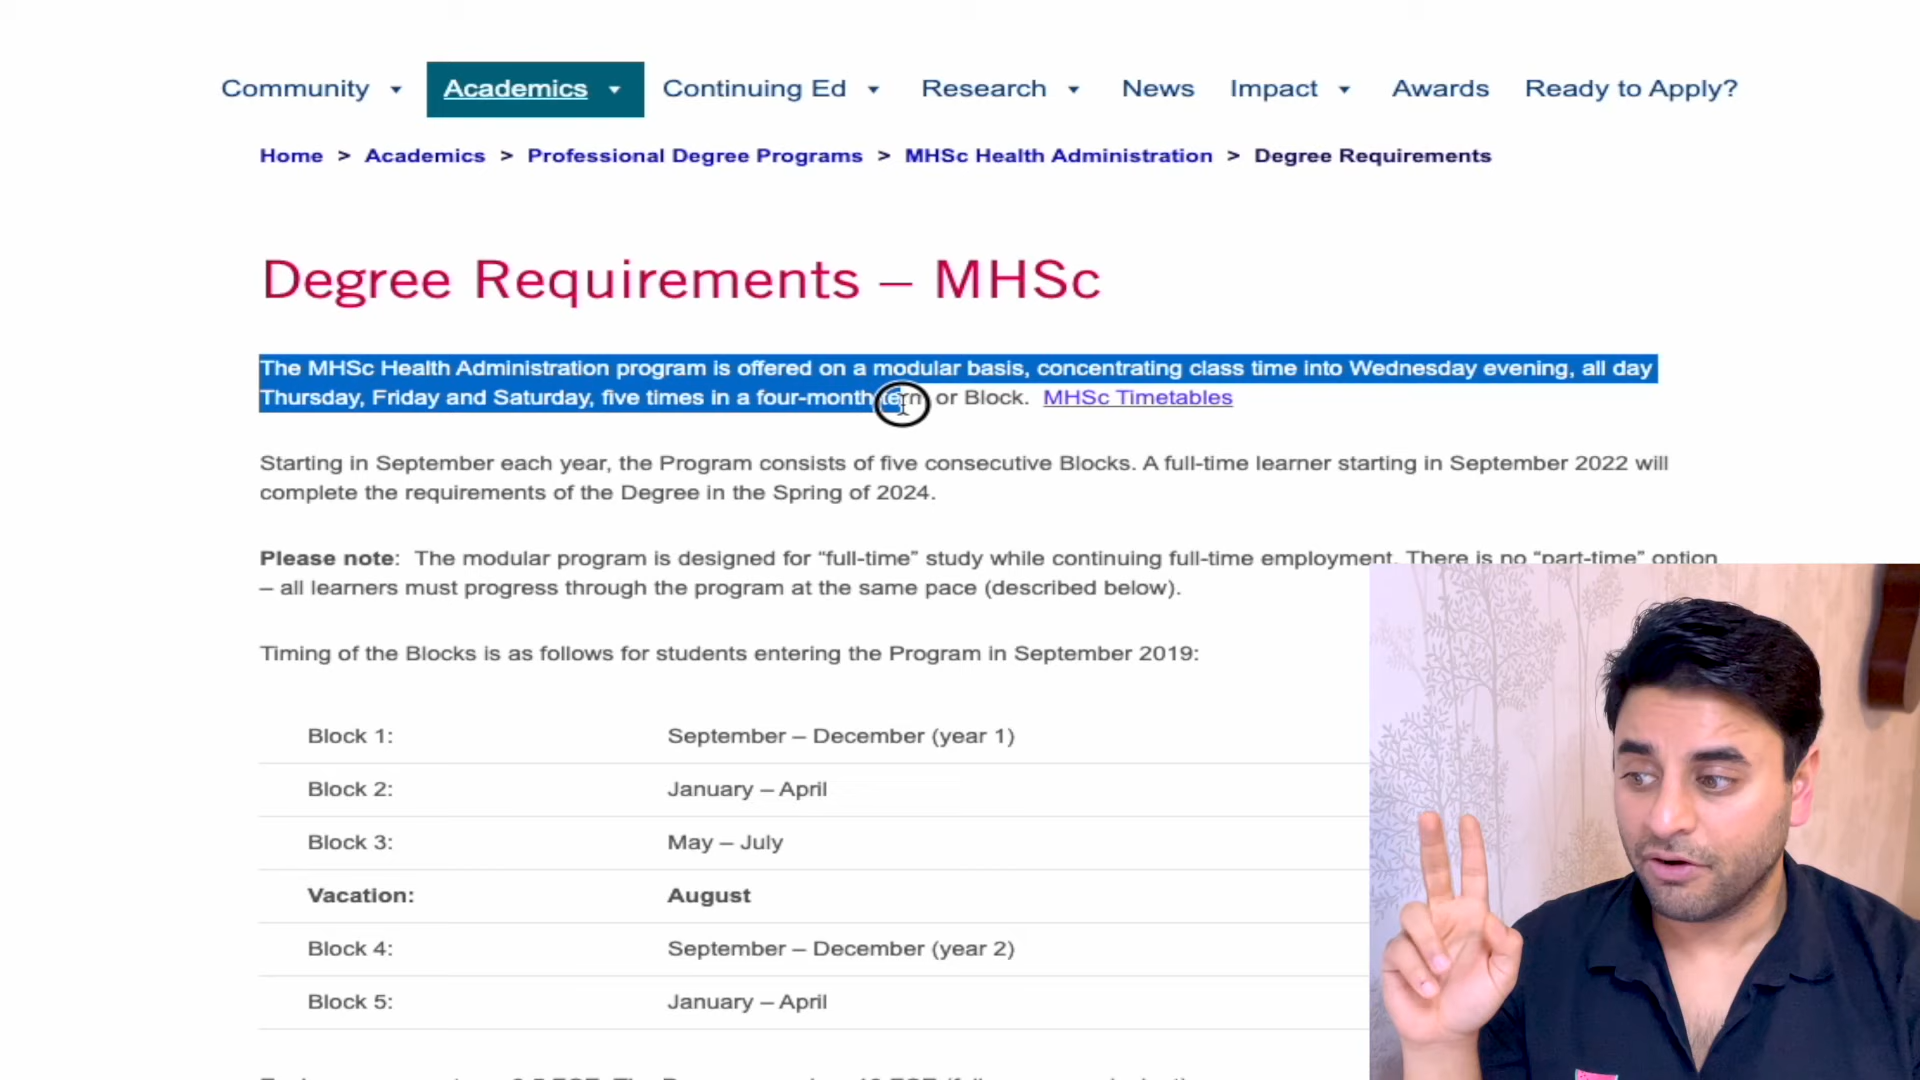 Community Academics Continuing Ed Research News Impact Awards Ready to Apply?
Home > Academics > Professional Degree Programs > MHSc Health Administration > Degree Requirements
Degree Requirements – MHSc
The MHSc Health Administration program is offered on a modular basis, concentrating class time into Wednesday evening, all day
Thursday, Friday and Saturday, five times in a four-month term or Block. MHSc Timetables
Starting in September each year, the Program consists of five consecutive Blocks. A full-time learner starting in September 2022 will
complete the requirements of the Degree in the Spring of 2024.
Please note: The modular program is designed for “full-time” study while continuing full-time employment. There is no “part-time” option
– all learners must progress through the program at the same pace (described below).
Timing of the Blocks is as follows for students entering the Program in September 2019:
Block 1: September – December (year 1)
Block 2: January – April
Block 3: May – July
Vacation: August
Block 4: September – December (year 2)
Block 5: January – April